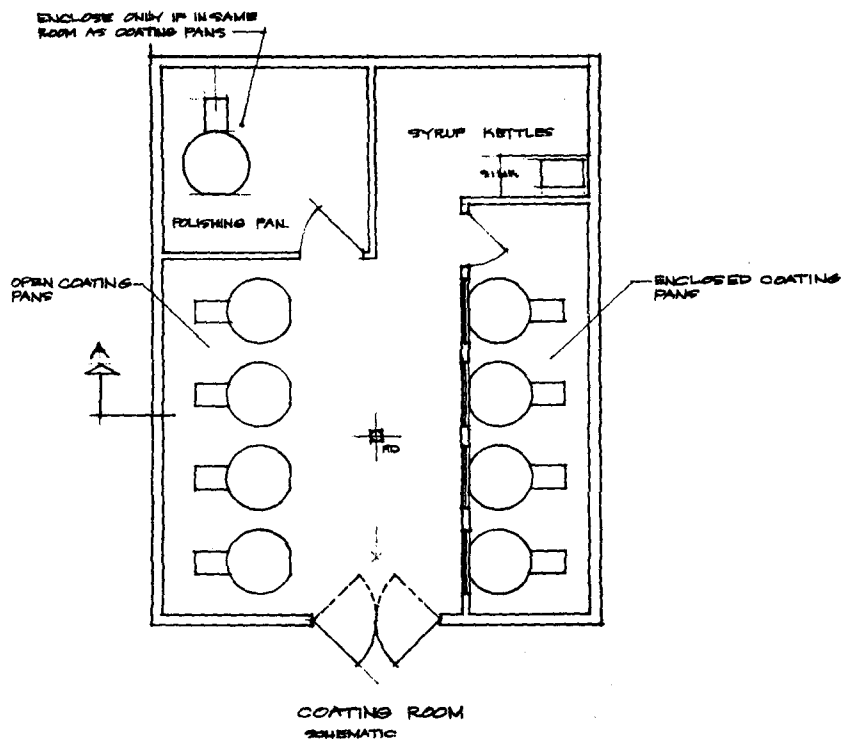 ENCLOSE ONLY IF IN SAME
ROOM AS COATING PANS
SYRUP KETTLES
SINK
POLISHING PAN.
OPEN COATING
PANS
ENCLOSED COATING
PANS
A
COATING ROOM
SCHEMATIC